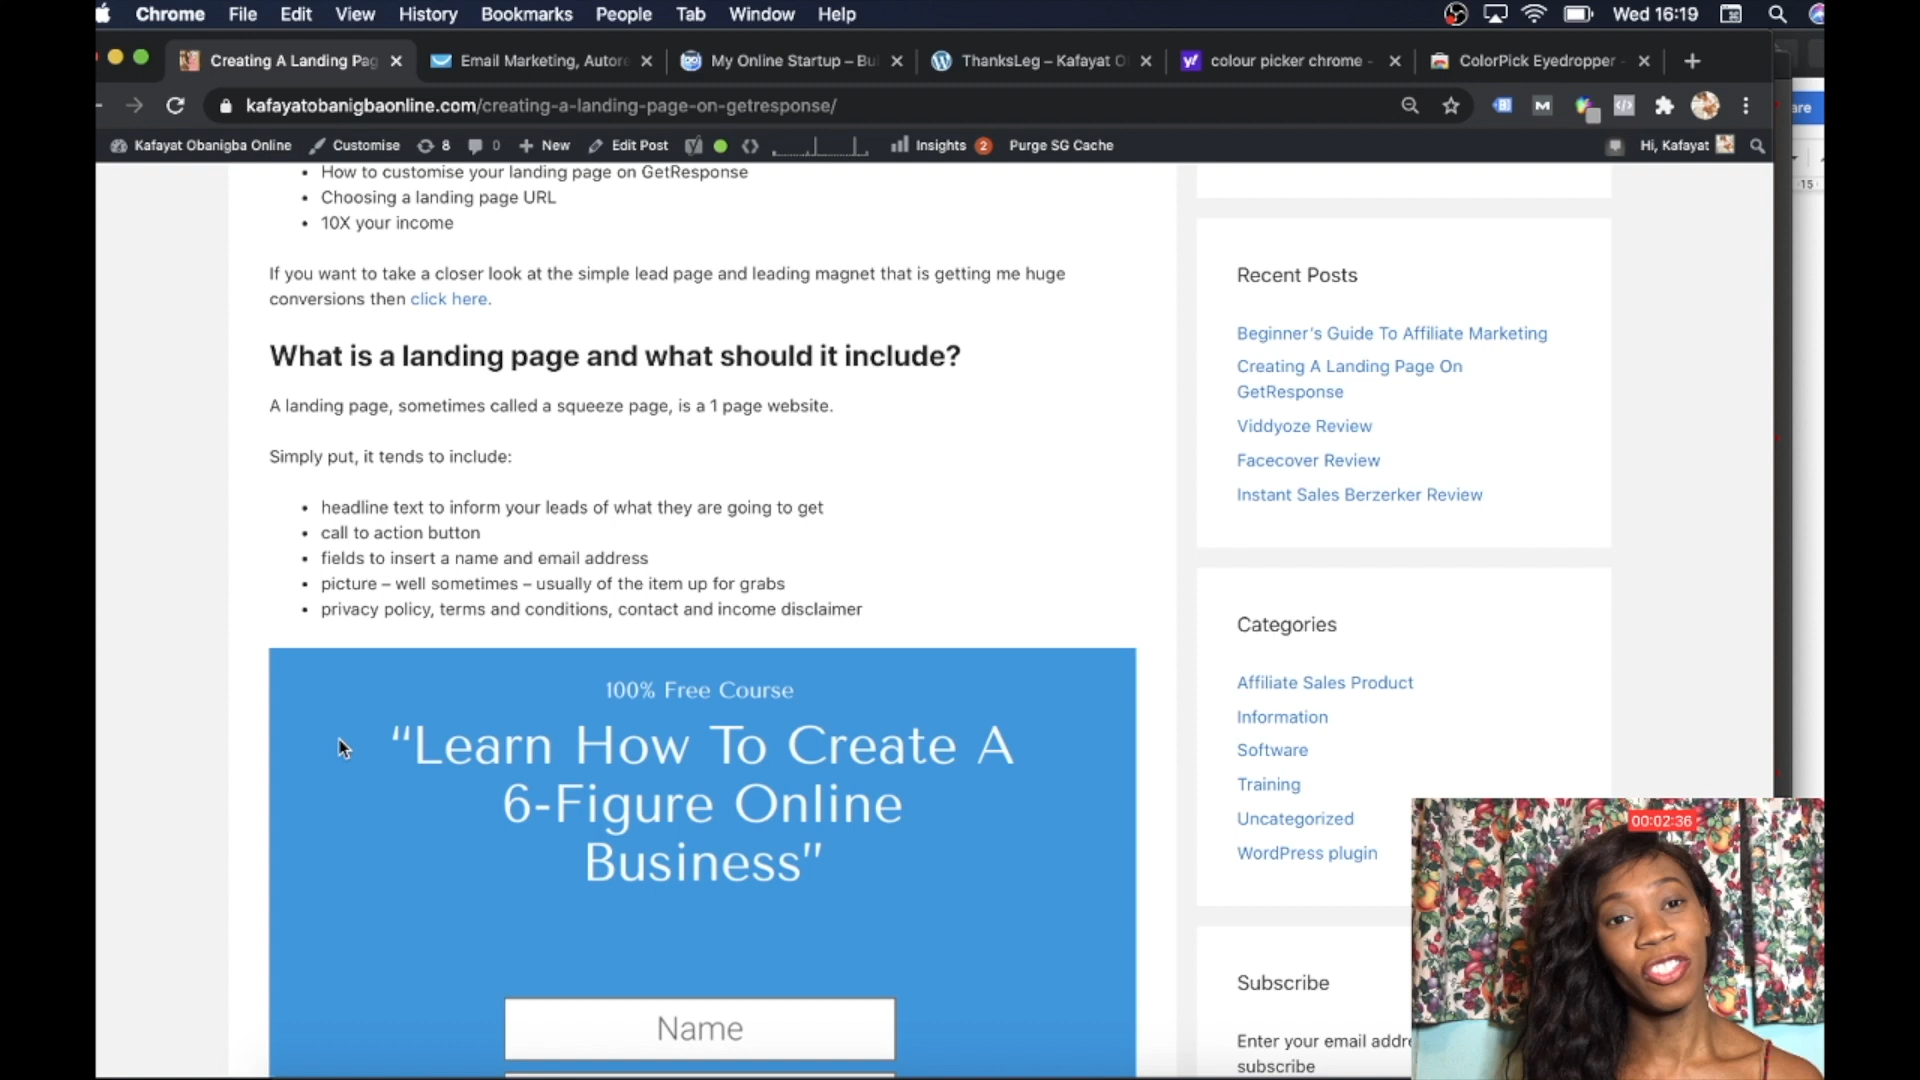 Chrome File Edit View History Bookmarks People Tab Window Help Wed 16:19
Creating A Landing Pag
Email Marketing, Autore
My Online Startup – Bui
ThanksLeg – Kafayat O
colour picker chrome -
ColorPick Eyedropper -
kafayatobanigbaonline.com/creating-a-landing-page-on-getresponse/
are
Kafayat Obanigba Online Customise 8 0 New Edit Post Insights 2 Purge SG Cache Hi, Kafayat
15
How to customise your landing page on GetResponse
Choosing a landing page URL
10X your income
If you want to take a closer look at the simple lead page and leading magnet that is getting me huge
conversions then click here.
What is a landing page and what should it include?
A landing page, sometimes called a squeeze page, is a 1 page website.
Simply put, it tends to include:
headline text to inform your leads of what they are going to get
call to action button
fields to insert a name and email address
picture – well sometimes – usually of the item up for grabs
privacy policy, terms and conditions, contact and income disclaimer
100% Free Course
“Learn How To Create A
6-Figure Online
Business”
Name
Recent Posts
Beginner’s Guide To Affiliate Marketing
Creating A Landing Page On
GetResponse
Viddyoze Review
Facecover Review
Instant Sales Berzerker Review
Categories
Affiliate Sales Product
Information
Software
Training
Uncategorized
WordPress plugin
00:02:36
Subscribe
Enter your email addre
subscribe